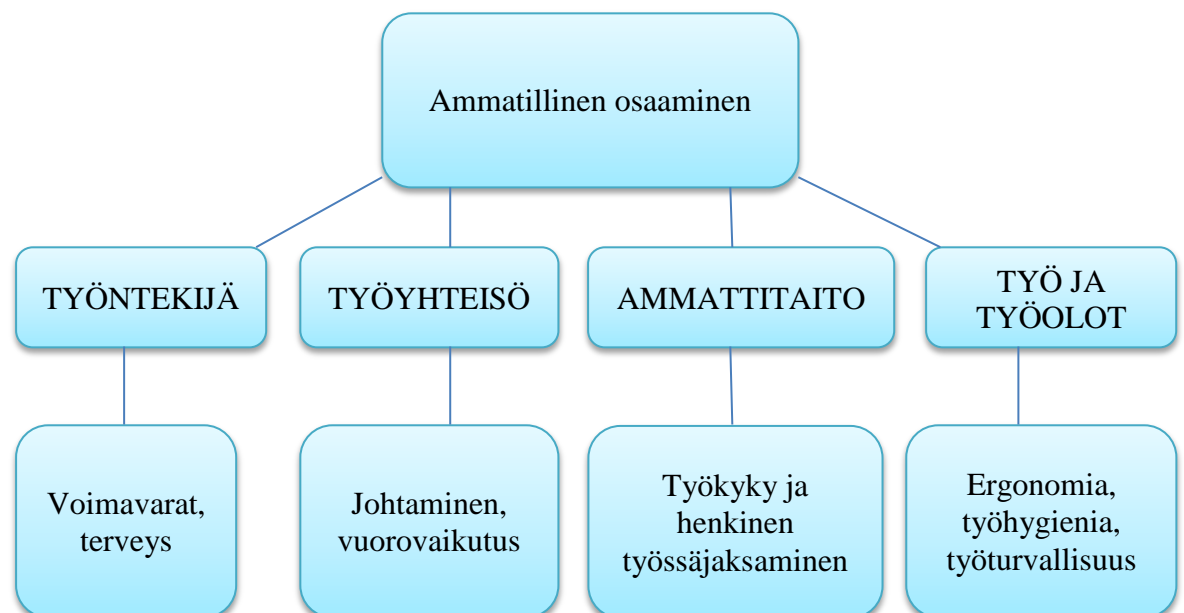 Ammatillinen osaaminen
TYÖNTEKIJÄ
TYÖYHTEISÖ
AMMATTITAITO
TYÖ JA
TYÖOLOT
Voimavarat,
terveys
Johtaminen,
vuorovaikutus
Työkyky ja
henkinen
työssäjaksaminen
Ergonomia,
työhygienia,
työturvallisuus